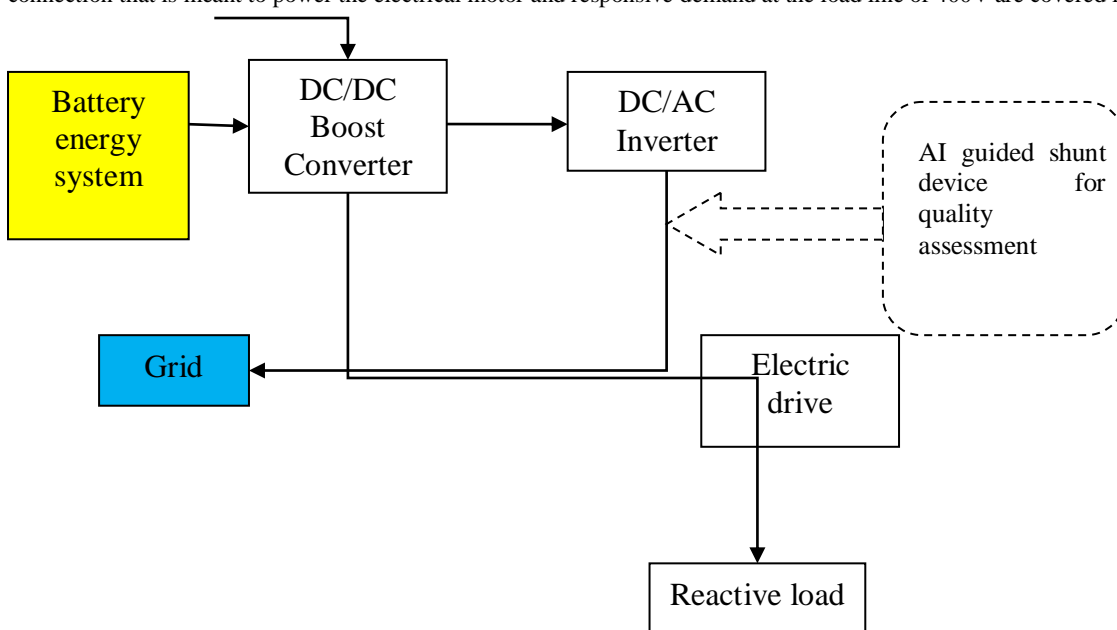 connection that is meant to power the electrical motor and responsive demand at the load line of 400V are covered
Battery
energy
system
DC/DC
Boost
Converter
DC/AC
Inverter
AI guided shunt
device for
quality
assessment
Grid
Electric
drive
Reactive load